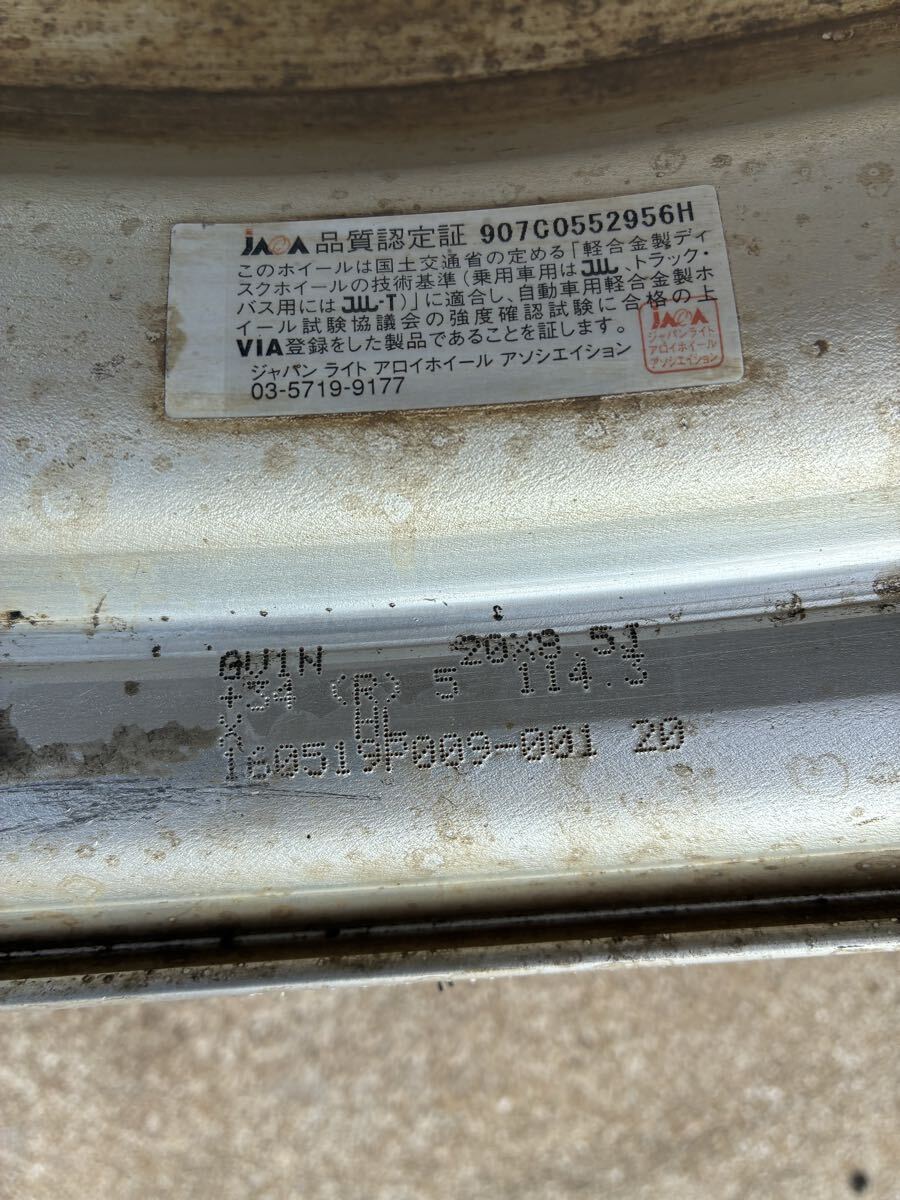 JAWA 品質認定証 907C0552956H
このホイールは国土交通省の定める「軽合金製ディ
スクホイールの技術基準(乗用車用はJWL、トラック・
バス用にはJWL-T)」に適合し、自動車用軽合金製ホ
イール試験協議会の強度確認試験に合格の上
VIA登録をした製品であることを証します。
ジャパン ライト アロイホイール アソシエイション
03-5719-9177
JAWA
ジャパンライト
アロイホイール
アソシエイション
20X8.5J
+34 (R) 5 114.3
X HL
160519P009-001 20